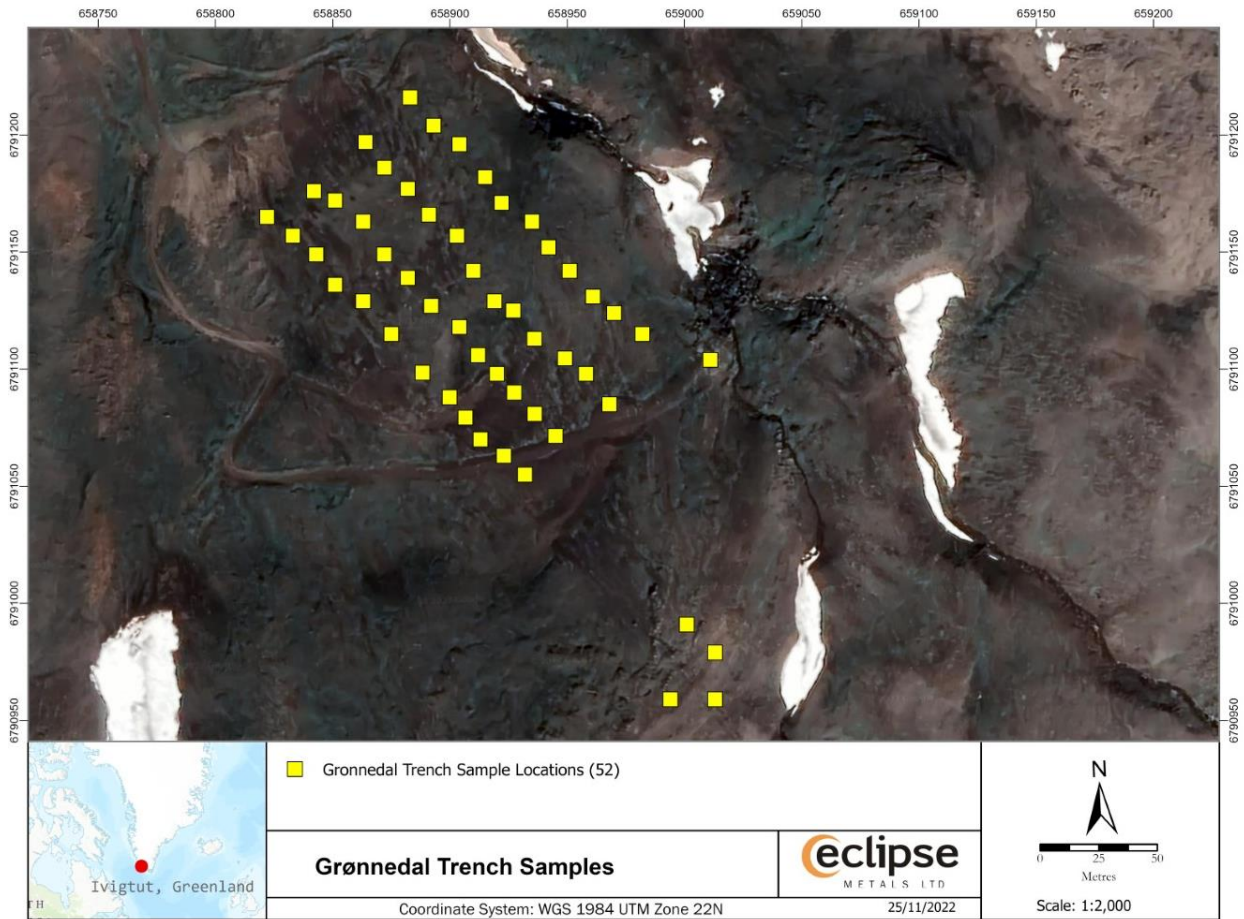 658750 658800 658850 658900 658950 659000 659050 659100 659150 659200
6791200 6791200
6791150 6791150
6791100 6791100
6791050 6791050
6791000 6791000
6790950 6790950
Gronnedal Trench Sample Locations (52)
Grønnedal Trench Samples
eclipse
METALS LTD
Coordinate System: WGS 1984 UTM Zone 22N
25/11/2022
Ivigtut, Greenland
TH
N
0 25 50
Metres
Scale: 1:2,000